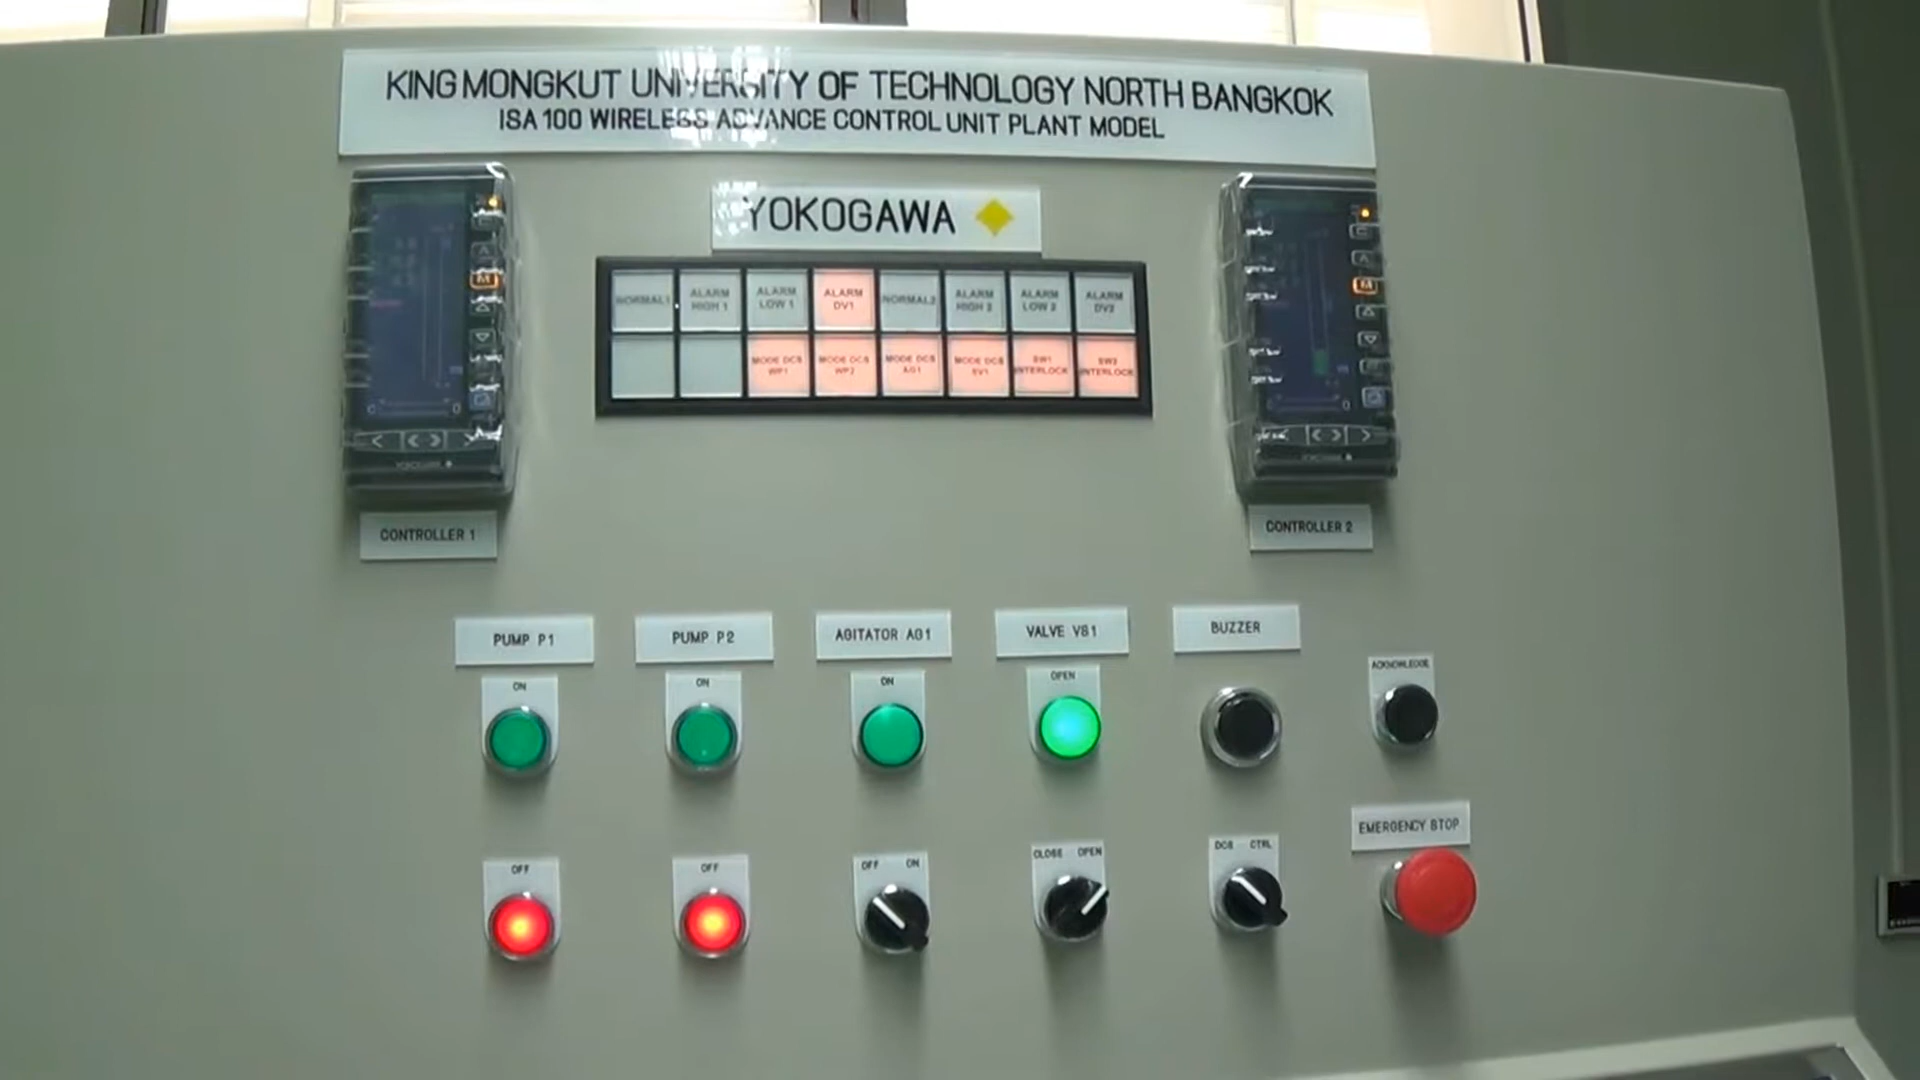 KING MONGKUT UNIVERSITY OF TECHNOLOGY NORTH BANGKOK
ISA 100 WIRELESS ADVANCE CONTROL UNIT PLANT MODEL
YOKOGAWA
NORMAL1
ALARM HIGH 1
ALARM LOW 1
ALARM DV1
NORMAL2
ALARM HIGH 2
ALARM LOW 2
ALARM DV2
MODE DCS WP1
MODE DCS WP2
MODE DCS AG1
MODE DCS SV1
SW1 INTERLOCK
SW2 INTERLOCK
CONTROLLER 1
CONTROLLER 2
PUMP P1
PUMP P2
AGITATOR AG1
VALVE VS1
BUZZER
ON
ON
ON
OPEN
ACKNOWLEDGE
OFF
OFF
OFF ON
CLOSE OPEN
DCS CTRL
EMERGENCY STOP